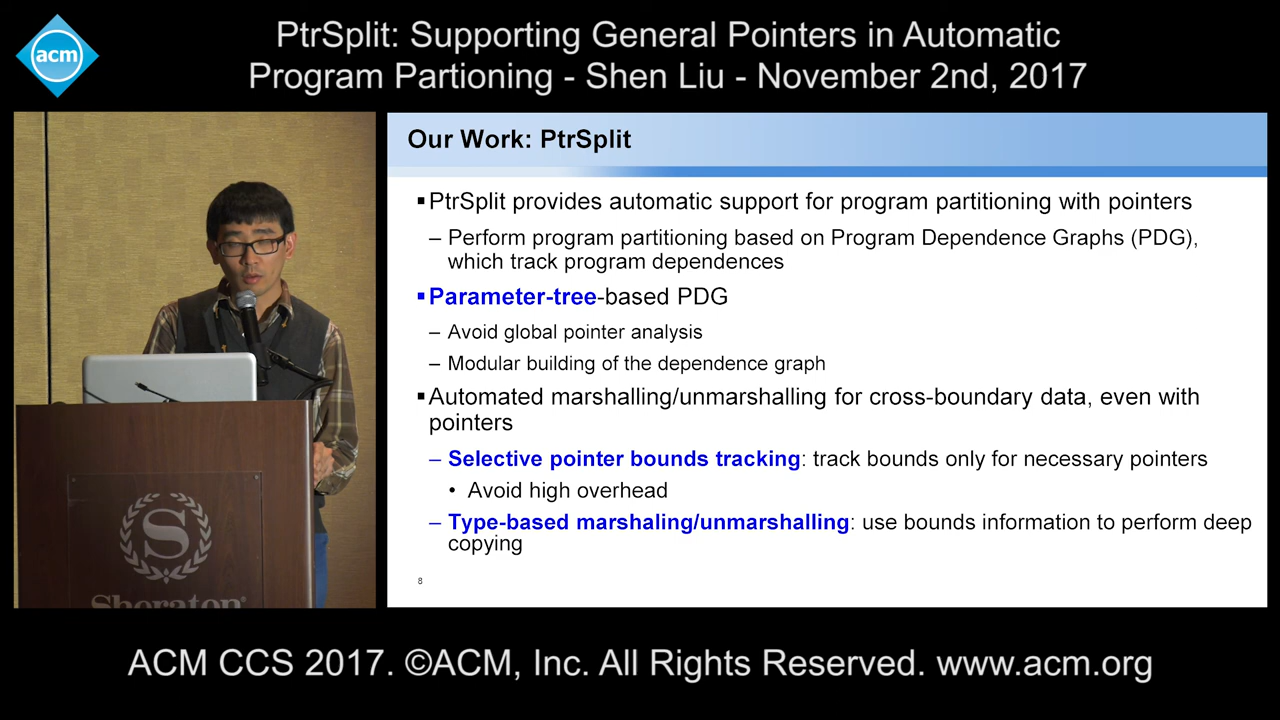 acm
PtrSplit: Supporting General Pointers in Automatic
Program Partioning - Shen Liu - November 2nd, 2017
Our Work: PtrSplit
▪PtrSplit provides automatic support for program partitioning with pointers
– Perform program partitioning based on Program Dependence Graphs (PDG),
which track program dependences
▪Parameter-tree-based PDG
– Avoid global pointer analysis
– Modular building of the dependence graph
▪Automated marshalling/unmarshalling for cross-boundary data, even with
pointers
– Selective pointer bounds tracking: track bounds only for necessary pointers
• Avoid high overhead
– Type-based marshaling/unmarshalling: use bounds information to perform deep
copying
8
S
Sheraton®
ACM CCS 2017. ©ACM, Inc. All Rights Reserved. www.acm.org